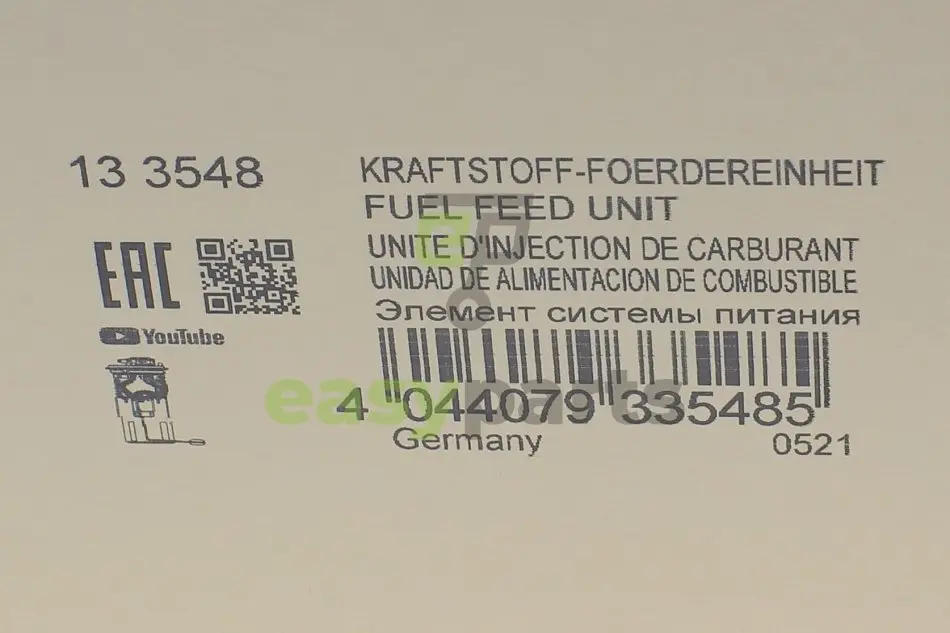 13 3548
KRAFTSTOFF-FOERDEREINHEIT
FUEL FEED UNIT
UNITE D'INJECTION DE CARBURANT
UNIDAD DE ALIMENTACION DE COMBUSTIBLE
Элемент системы питания
EAC
YouTube
4 044079 335485
easyparts
Germany
0521